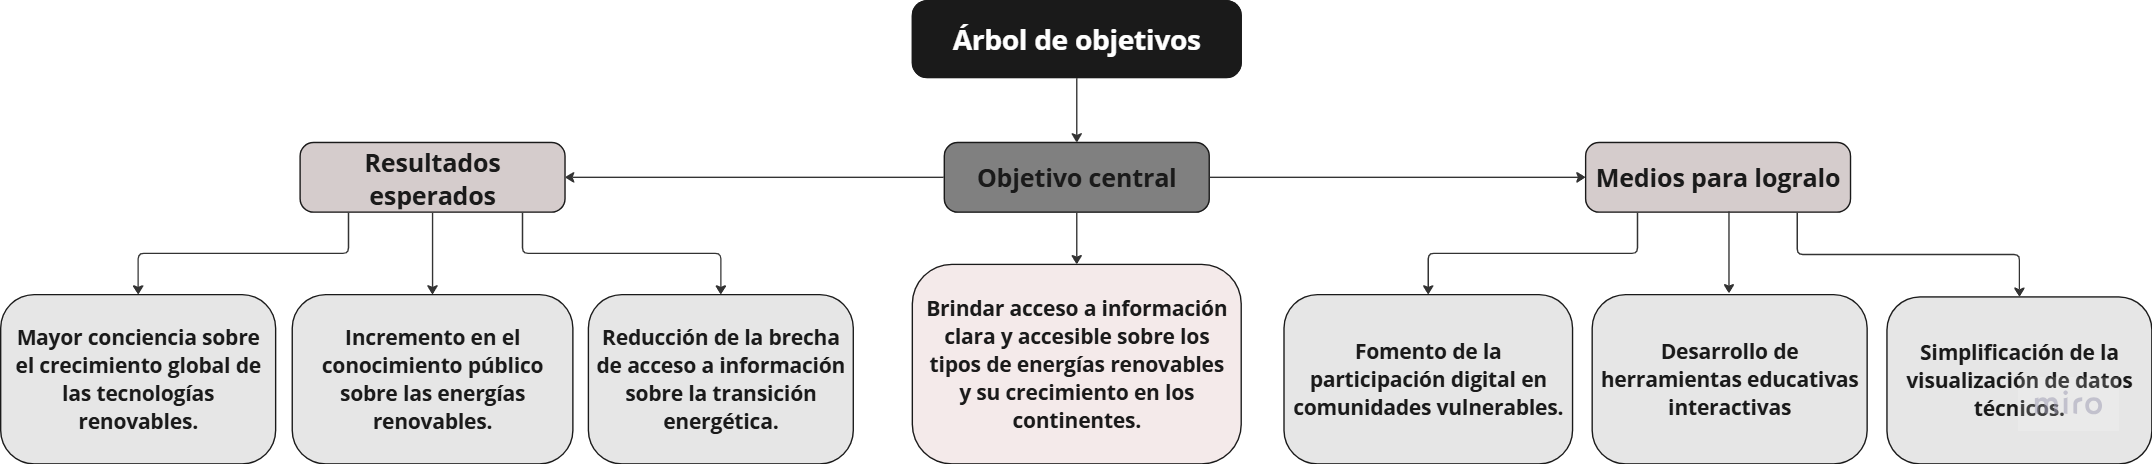 Árbol de objetivos
Resultados
esperados
Objetivo central
Medios para logralo
Mayor conciencia sobre
el crecimiento global de
las tecnologías
renovables.
Incremento en el
conocimiento público
sobre las energías
renovables.
Reducción de la brecha
de acceso a información
sobre la transición
energética.
Brindar acceso a información
clara y accesible sobre los
tipos de energías renovables
y su crecimiento en los
continentes.
Fomento de la
participación digital en
comunidades vulnerables.
Desarrollo de
herramientas educativas
interactivas
Simplificación de la
visualización de datos
técnicos.
miro